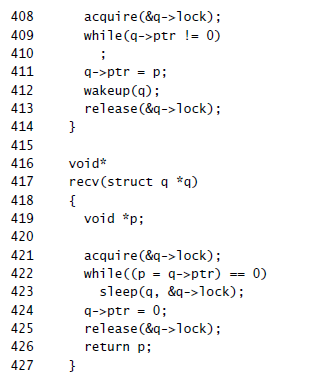 408 acquire(&q->lock);
409 while(q->ptr != 0)
410 ;
411 q->ptr = p;
412 wakeup(q);
413 release(&q->lock);
414 }
415
416 void*
417 recv(struct q *q)
418 {
419 void *p;
420
421 acquire(&q->lock);
422 while((p = q->ptr) == 0)
423 sleep(q, &q->lock);
424 q->ptr = 0;
425 release(&q->lock);
426 return p;
427 }